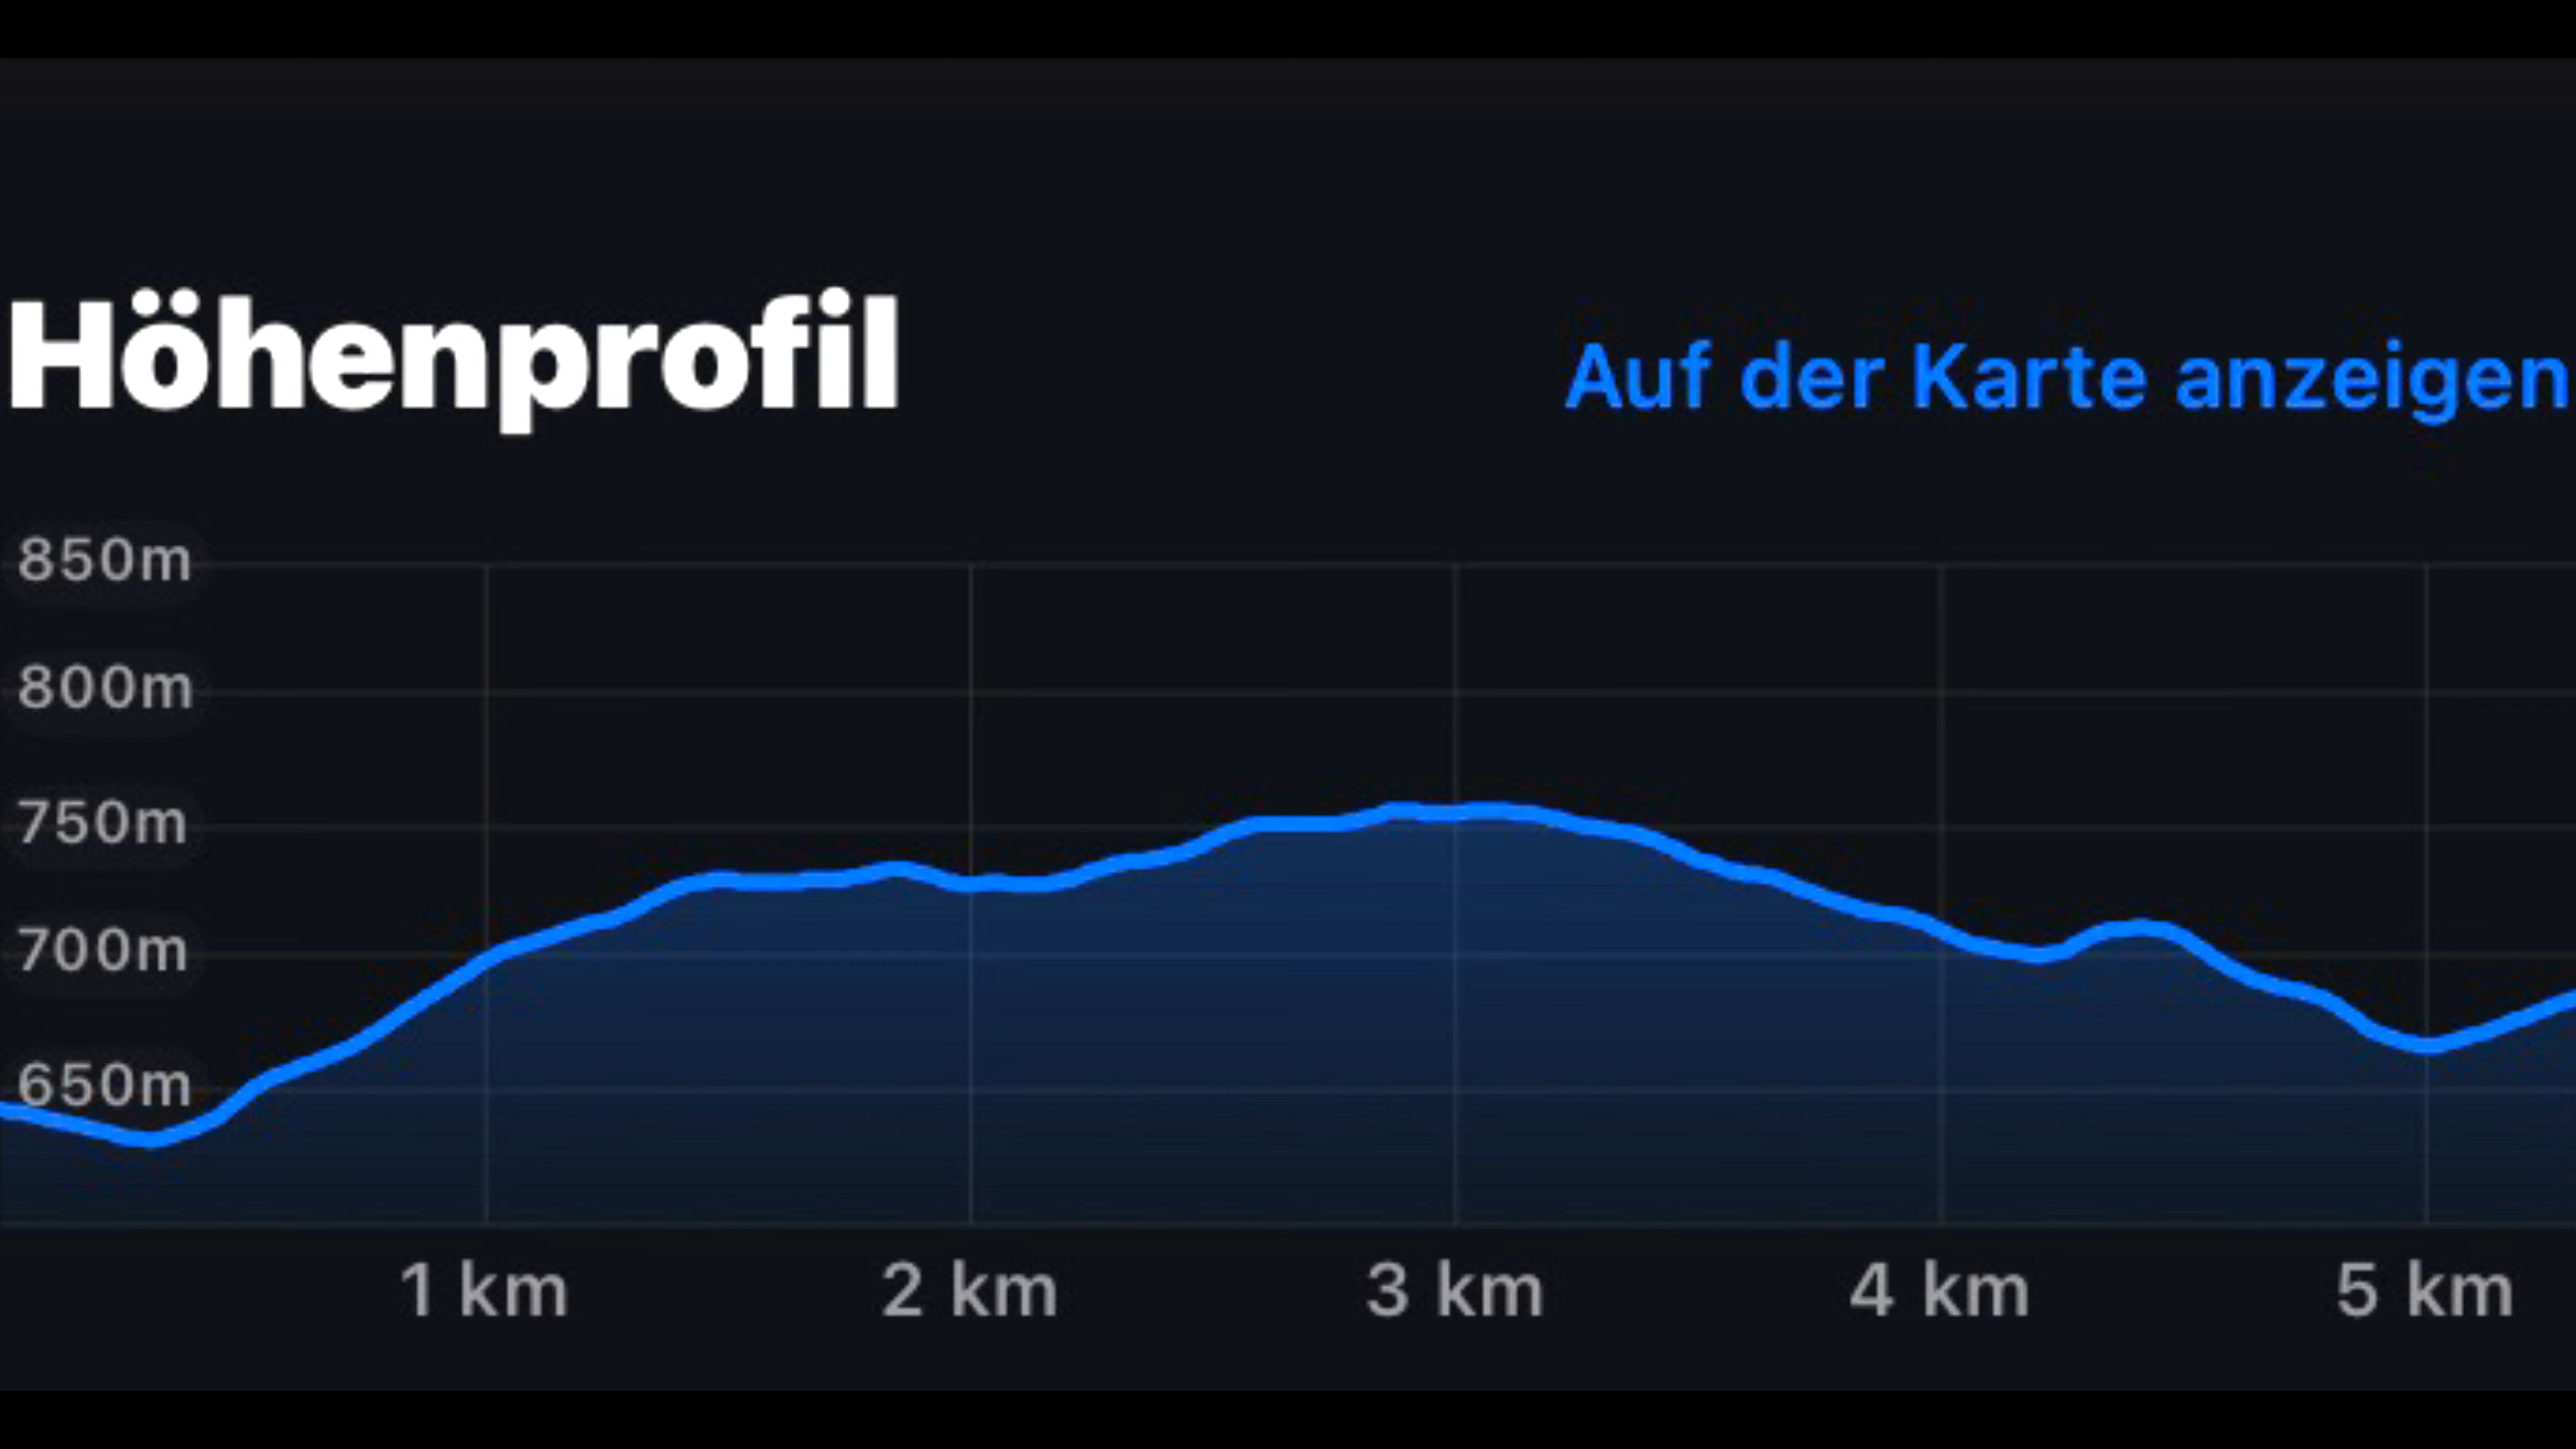 Höhenprofil
Auf der Karte anzeigen
850m
800m
750m
700m
650m
1 km
2 km
3 km
4 km
5 km